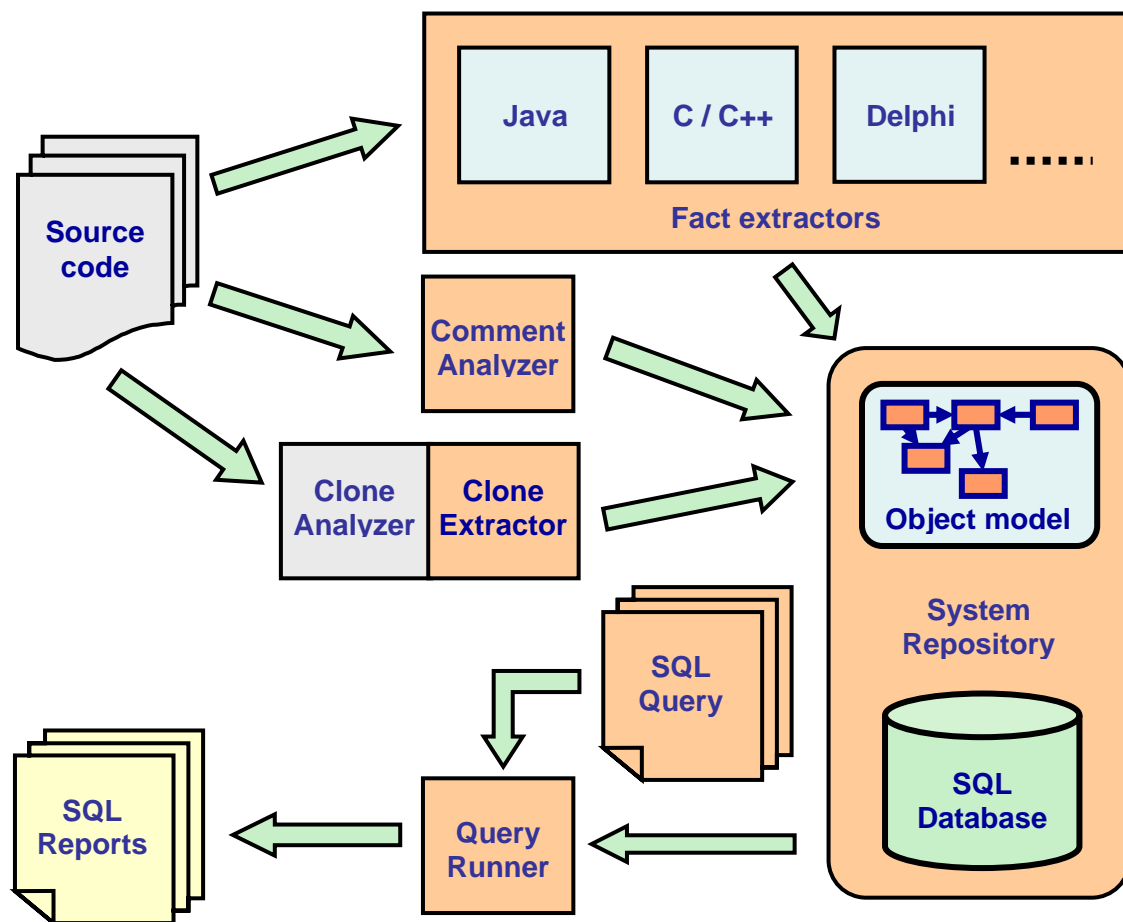 Java
C / C++
Delphi
Fact extractors
Source
code
Comment
Analyzer
Clone
Analyzer
Clone
Extractor
Object model
System
Repository
SQL
Query
SQL
Database
Query
Runner
SQL
Reports